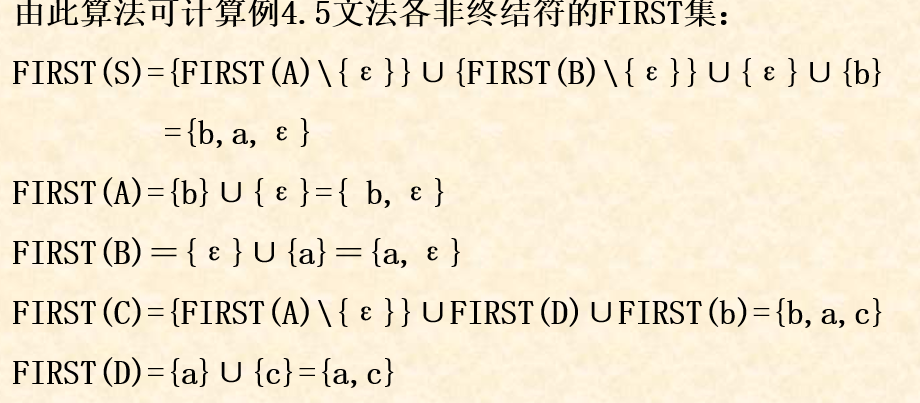 由此算法可计算例4.5文法各非终结符的FIRST集：
FIRST(S)={FIRST(A)\{ε}}∪{FIRST(B)\{ε}}∪{ε}∪{b}
={b,a,ε}
FIRST(A)={b}∪{ε}={ b,ε}
FIRST(B)＝{ε}∪{a}＝{a,ε}
FIRST(C)={FIRST(A)\{ε}}∪FIRST(D)∪FIRST(b)={b,a,c}
FIRST(D)={a}∪{c}={a,c}